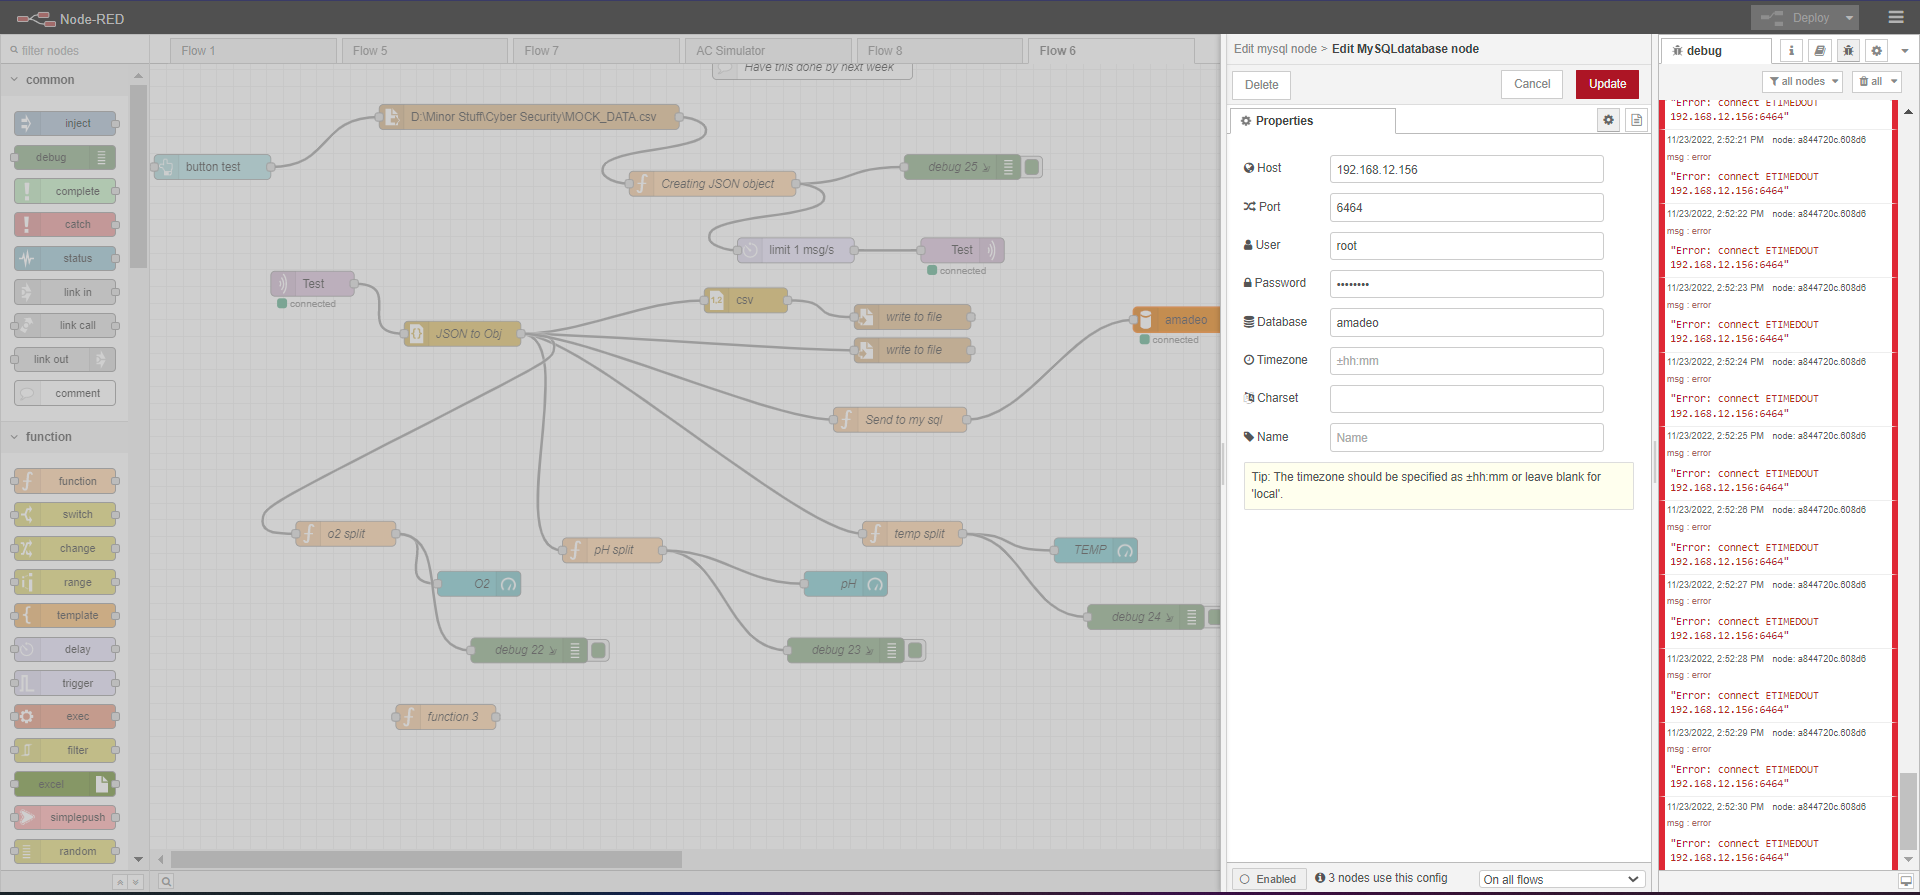 Node-RED
Deploy
filter nodes
Flow 1
Flow 5
Flow 7
AC Simulator
Flow 8
Flow 6
common
inject
debug
complete
catch
status
link in
link call
link out
comment
function
function
switch
change
range
template
delay
trigger
exec
filter
excel
simplepush
random
Have this done by next week
D:\Minor Stuff\Cyber Security\MOCK_DATA.csv
button test
Creating JSON object
debug 25
limit 1 msg/s
Test
connected
Test
connected
JSON to Obj
csv
write to file
write to file
amadeo
connected
Send to my sql
o2 split
pH split
temp split
TEMP
O2
pH
debug 24
debug 22
debug 23
function 3
Edit mysql node > Edit MySQLdatabase node
Delete
Cancel
Update
Properties
Host
192.168.12.156
Port
6464
User
root
Password
••••••••
Database
amadeo
Timezone
±hh:mm
Charset
Name
Name
Tip: The timezone should be specified as ±hh:mm or leave blank for
'local'.
Enabled
3 nodes use this config
On all flows
debug
all nodes
all
"Error: connect ETIMEDOUT
192.168.12.156:6464"
11/23/2022, 2:52:21 PM node: a844720c.608d6
msg : error
"Error: connect ETIMEDOUT
192.168.12.156:6464"
11/23/2022, 2:52:22 PM node: a844720c.608d6
msg : error
"Error: connect ETIMEDOUT
192.168.12.156:6464"
11/23/2022, 2:52:23 PM node: a844720c.608d6
msg : error
"Error: connect ETIMEDOUT
192.168.12.156:6464"
11/23/2022, 2:52:24 PM node: a844720c.608d6
msg : error
"Error: connect ETIMEDOUT
192.168.12.156:6464"
11/23/2022, 2:52:25 PM node: a844720c.608d6
msg : error
"Error: connect ETIMEDOUT
192.168.12.156:6464"
11/23/2022, 2:52:26 PM node: a844720c.608d6
msg : error
"Error: connect ETIMEDOUT
192.168.12.156:6464"
11/23/2022, 2:52:27 PM node: a844720c.608d6
msg : error
"Error: connect ETIMEDOUT
192.168.12.156:6464"
11/23/2022, 2:52:28 PM node: a844720c.608d6
msg : error
"Error: connect ETIMEDOUT
192.168.12.156:6464"
11/23/2022, 2:52:29 PM node: a844720c.608d6
msg : error
"Error: connect ETIMEDOUT
192.168.12.156:6464"
11/23/2022, 2:52:30 PM node: a844720c.608d6
msg : error
"Error: connect ETIMEDOUT
192.168.12.156:6464"